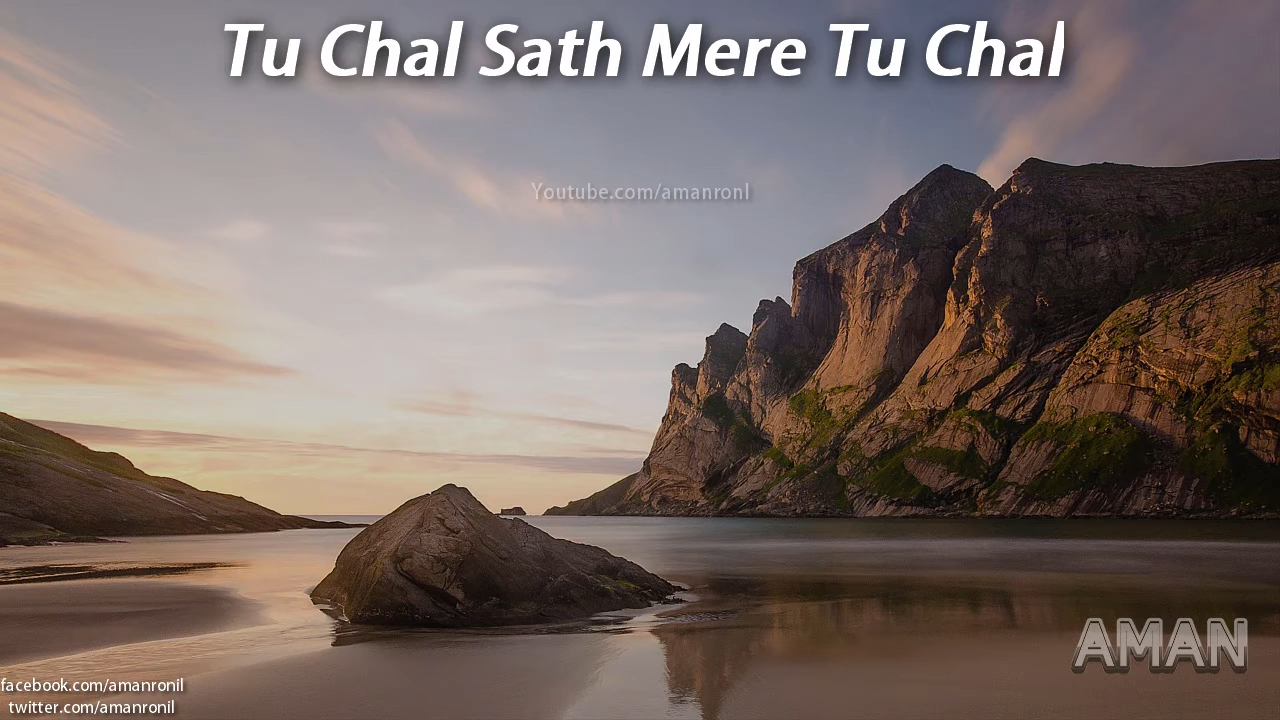 Tu Chal Sath Mere Tu Chal
Youtube.com/amanronl
AMAN
facebook.com/amanronil
twitter.com/amanronil